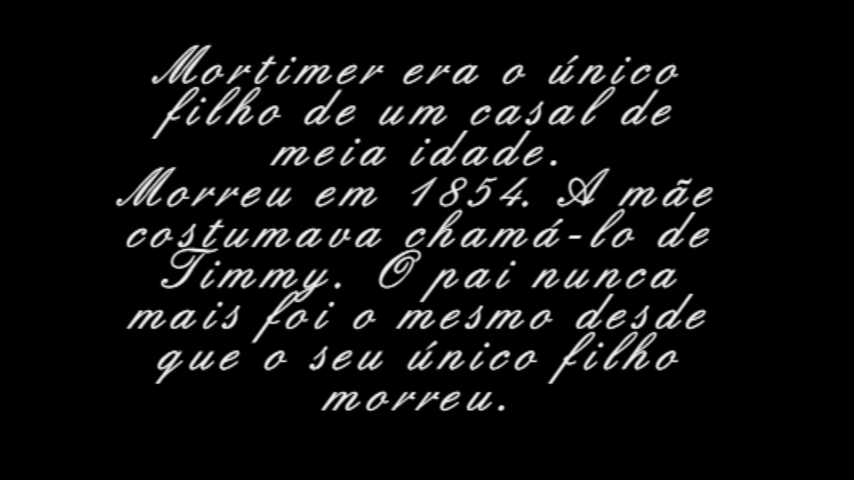 Mortimer era o único
filho de um casal de
meia idade.
Morreu em 1854. A mãe
costumava chamá-lo de
Timmy. O pai nunca
mais foi o mesmo desde
que o seu único filho
morreu.